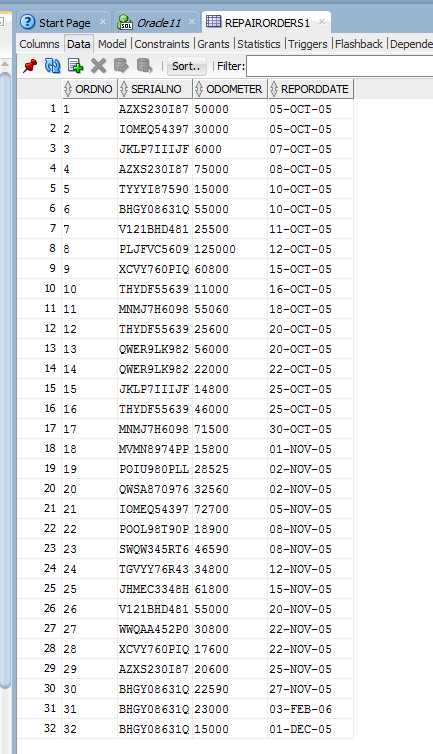 Start Page Oracle11 REPAIRORDERS1
Columns Data Model Constraints Grants Statistics Triggers Flashback Depende
Sort.. Filter:
ORDNO SERIALNO ODOMETER REPORDDATE
1 1 AZXS230I87 50000 05-OCT-05
2 2 IOMEQ54397 30000 05-OCT-05
3 3 JKLP7IIIJF 6000 07-OCT-05
4 4 AZXS230I87 75000 08-OCT-05
5 5 TYYYI87590 15000 10-OCT-05
6 6 BHGY08631Q 55000 10-OCT-05
7 7 V121BHD481 25500 11-OCT-05
8 8 PLJFVC5609 125000 12-OCT-05
9 9 XCVY760PIQ 60800 15-OCT-05
10 10 THYDF55639 11000 16-OCT-05
11 11 MNMJ7H6098 55060 18-OCT-05
12 12 THYDF55639 25600 20-OCT-05
13 13 QWER9LK982 56000 20-OCT-05
14 14 QWER9LK982 22000 22-OCT-05
15 15 JKLP7IIIJF 14800 25-OCT-05
16 16 THYDF55639 46000 25-OCT-05
17 17 MNMJ7H6098 71500 30-OCT-05
18 18 MVMN8974PP 15800 01-NOV-05
19 19 POIU980PLL 28525 02-NOV-05
20 20 QWSA870976 32560 02-NOV-05
21 21 IOMEQ54397 72700 05-NOV-05
22 22 POOL98T90P 18900 08-NOV-05
23 23 SWQW345RT6 46590 08-NOV-05
24 24 TGVYY76R43 34800 12-NOV-05
25 25 JHMEC3348H 61800 15-NOV-05
26 26 V121BHD481 55000 20-NOV-05
27 27 WWQAA452P0 30800 22-NOV-05
28 28 XCVY760PIQ 17600 22-NOV-05
29 29 AZXS230I87 20600 25-NOV-05
30 30 BHGY08631Q 22590 27-NOV-05
31 31 BHGY08631Q 23000 03-FEB-06
32 32 BHGY08631Q 15000 01-DEC-05